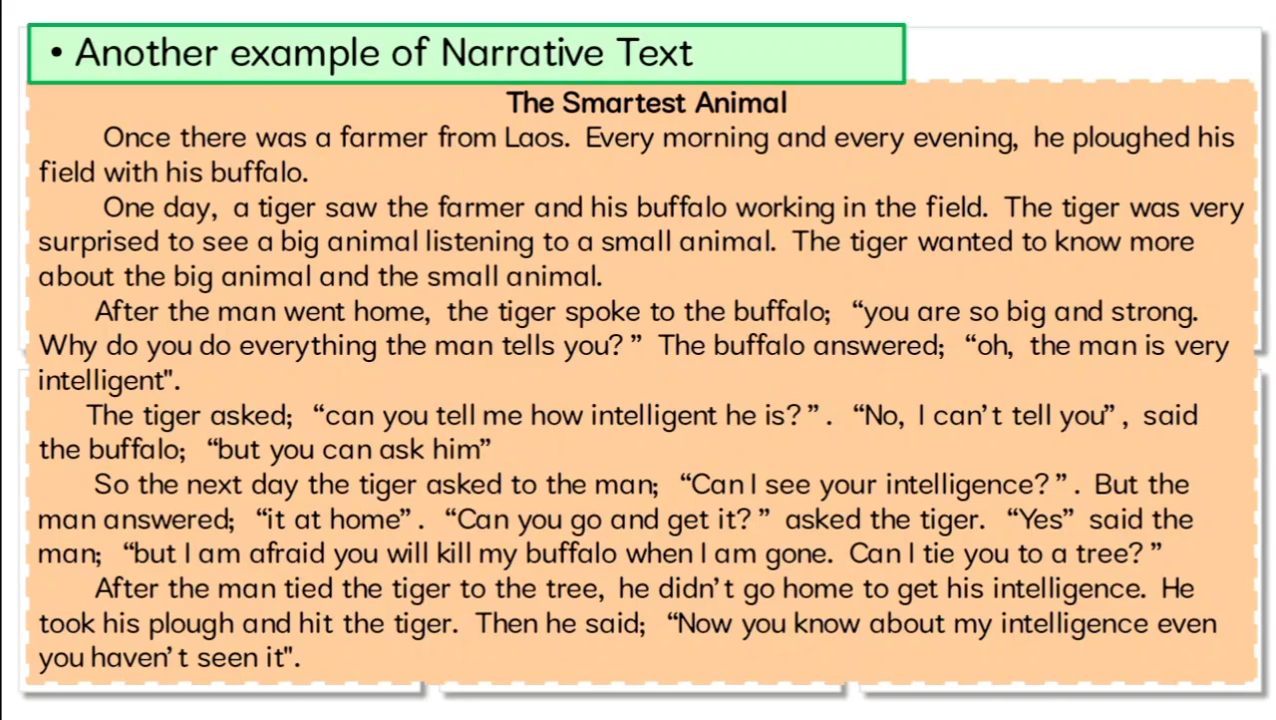 • Another example of Narrative Text
The Smartest Animal
Once there was a farmer from Laos. Every morning and every evening, he ploughed his
field with his buffalo.
One day, a tiger saw the farmer and his buffalo working in the field. The tiger was very
surprised to see a big animal listening to a small animal. The tiger wanted to know more
about the big animal and the small animal.
After the man went home, the tiger spoke to the buffalo; “you are so big and strong.
Why do you do everything the man tells you? ” The buffalo answered; “oh, the man is very
intelligent".
The tiger asked; “can you tell me how intelligent he is? ”. “No, I can’t tell you”, said
the buffalo; “but you can ask him”
So the next day the tiger asked to the man; “Can I see your intelligence? ”. But the
man answered; “it at home”. “Can you go and get it? ” asked the tiger. “Yes” said the
man; “but I am afraid you will kill my buffalo when I am gone. Can I tie you to a tree? ”
After the man tied the tiger to the tree, he didn’t go home to get his intelligence. He
took his plough and hit the tiger. Then he said; “Now you know about my intelligence even
you haven’t seen it".